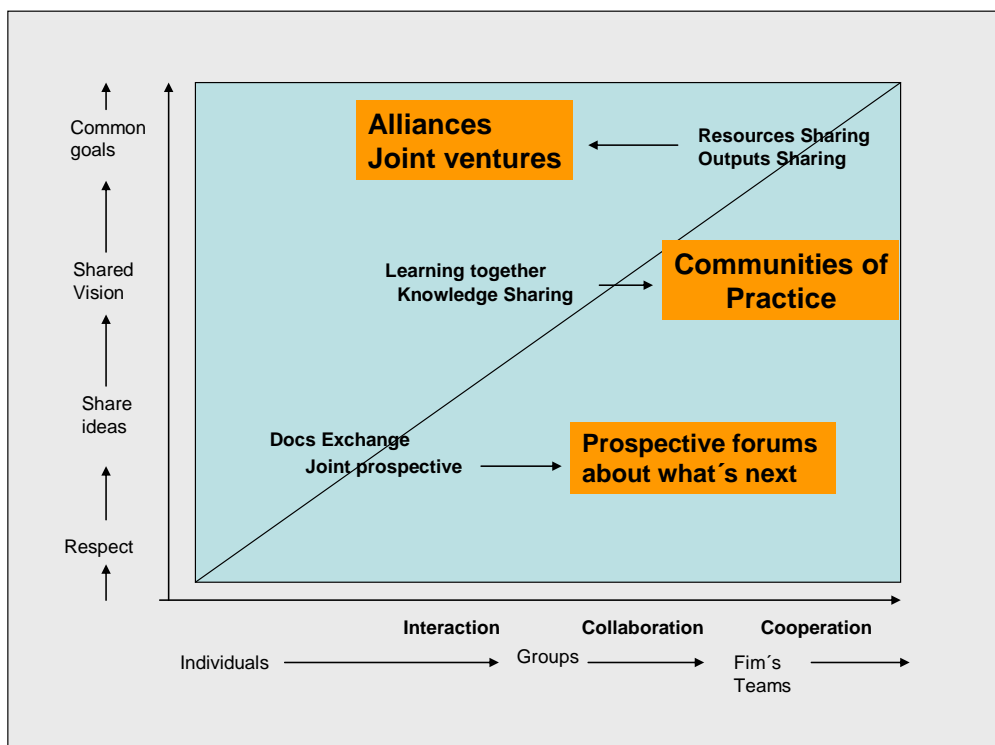 Common
goals
Alliances
Joint ventures
Resources Sharing
Outputs Sharing
Shared
Vision
Learning together
Knowledge Sharing
Communities of
Practice
Share
ideas
Docs Exchange
Joint prospective
Prospective forums
about what´s next
Respect
Interaction
Collaboration
Cooperation
Individuals
Groups
Fim´s
Teams